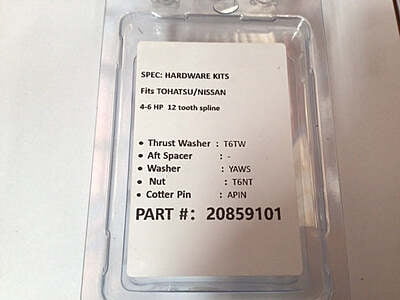 SPEC: HARDWARE KITS
Fits TOHATSU/NISSAN
4-6 HP 12 tooth spline
• Thrust Washer : T6TW
• Aft Spacer : -
• Washer : YAWS
• Nut : T6NT
• Cotter Pin : APIN
PART #: 20859101